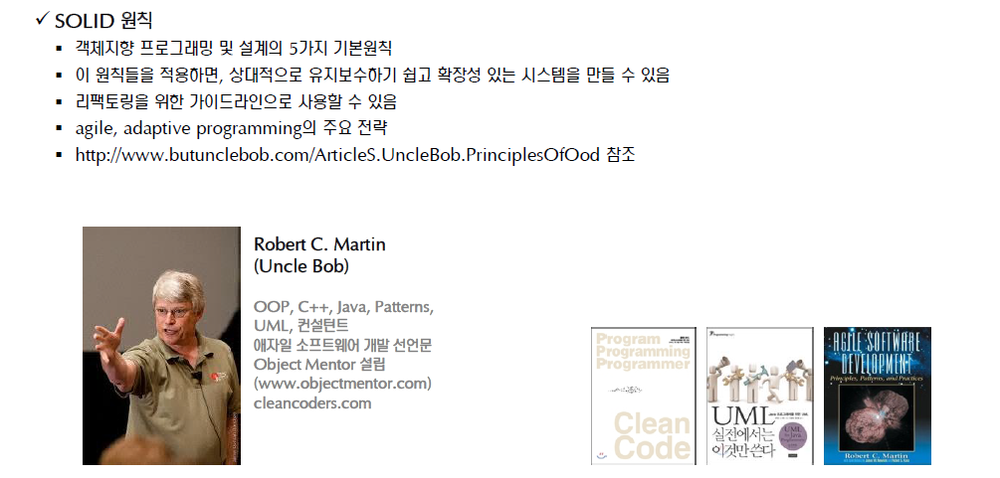 ✓ SOLID 원칙
▪ 객체지향 프로그래밍 및 설계의 5가지 기본원칙
▪ 이 원칙들을 적용하면, 상대적으로 유지보수하기 쉽고 확장성 있는 시스템을 만들 수 있음
▪ 리팩토링을 위한 가이드라인으로 사용할 수 있음
▪ agile, adaptive programming의 주요 전략
▪ http://www.butunclebob.com/ArticleS.UncleBob.PrinciplesOfOod 참조
Robert C. Martin
(Uncle Bob)
OOP, C++, Java, Patterns,
UML, 컨설턴트
애자일 소프트웨어 개발 선언문
Object Mentor 설립
(www.objectmentor.com)
cleancoders.com
Program
Programming
Programmer
Clean
Code
UML
실전에서는
이것만 쓴다
UML
AGILE SOFTWARE
DEVELOPMENT
Principles, Patterns, and Practices
Robert C. Martin